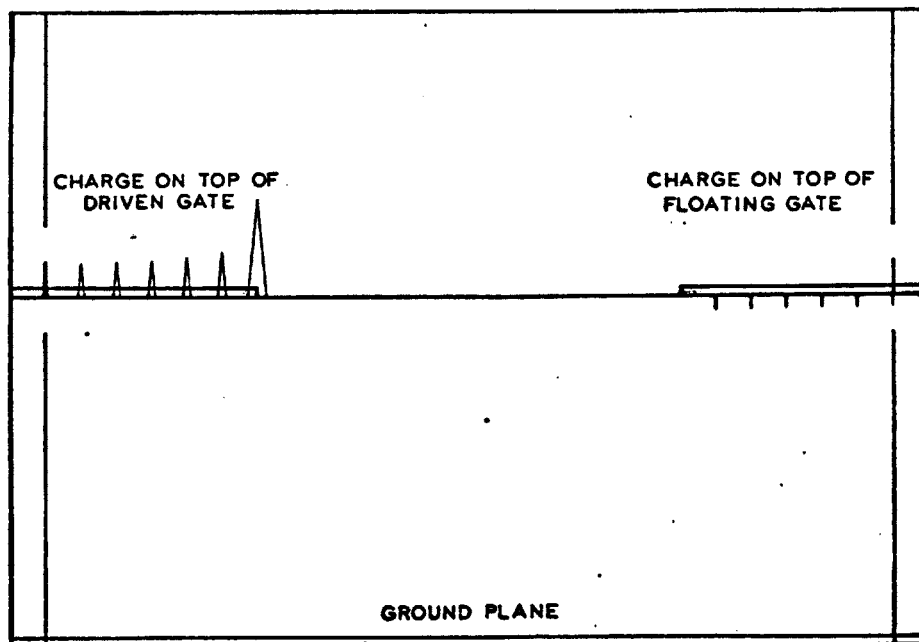 CHARGE ON TOP OF
DRIVEN GATE
CHARGE ON TOP OF
FLOATING GATE
GROUND PLANE